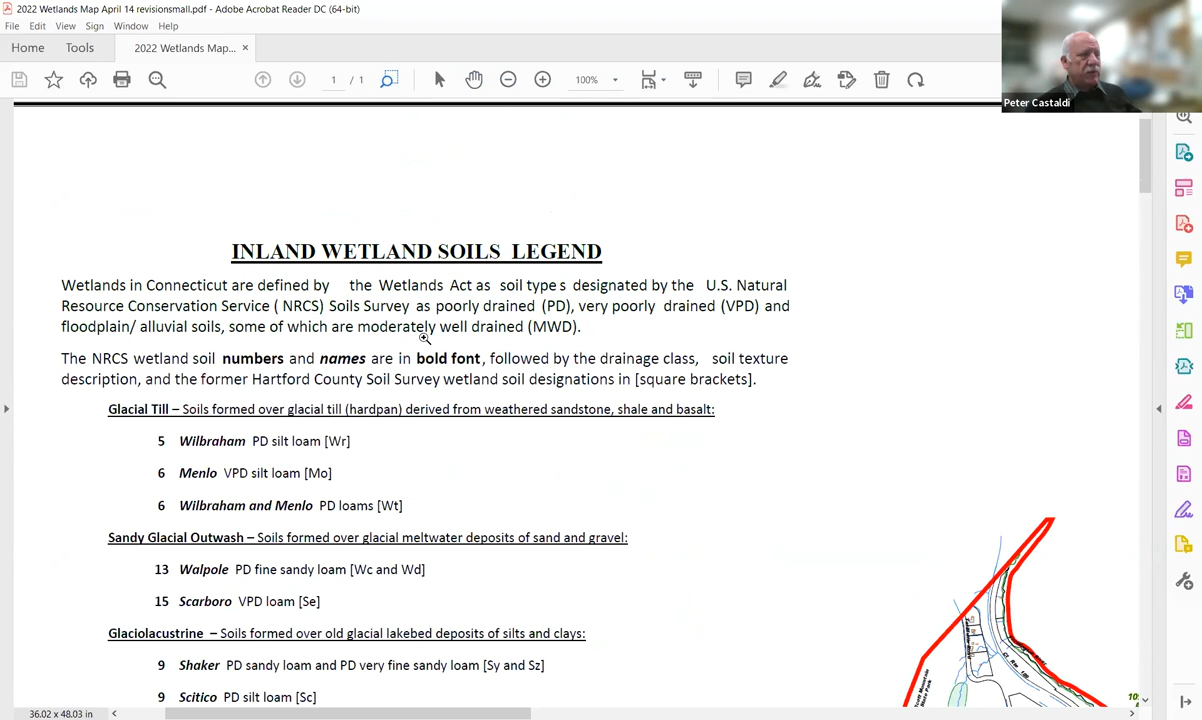 2022 Wetlands Map April 14 revisionsmall.pdf - Adobe Acrobat Reader DC (64-bit)
File Edit View Sign Window Help
Home Tools 2022 Wetlands Map... ×
1 / 1 100%
Peter Castaldi
INLAND WETLAND SOILS LEGEND
Wetlands in Connecticut are defined by the Wetlands Act as soil type s designated by the U.S. Natural
Resource Conservation Service ( NRCS) Soils Survey as poorly drained (PD), very poorly drained (VPD) and
floodplain/ alluvial soils, some of which are moderately well drained (MWD).
The NRCS wetland soil numbers and names are in bold font, followed by the drainage class, soil texture
description, and the former Hartford County Soil Survey wetland soil designations in [square brackets].
Glacial Till – Soils formed over glacial till (hardpan) derived from weathered sandstone, shale and basalt:
5 Wilbraham PD silt loam [Wr]
6 Menlo VPD silt loam [Mo]
6 Wilbraham and Menlo PD loams [Wt]
Sandy Glacial Outwash – Soils formed over glacial meltwater deposits of sand and gravel:
13 Walpole PD fine sandy loam [Wc and Wd]
15 Scarboro VPD loam [Se]
Glaciolacustrine – Soils formed over old glacial lakebed deposits of silts and clays:
9 Shaker PD sandy loam and PD very fine sandy loam [Sy and Sz]
9 Scitico PD silt loam [Sc]
10
36.02 x 48.03 in